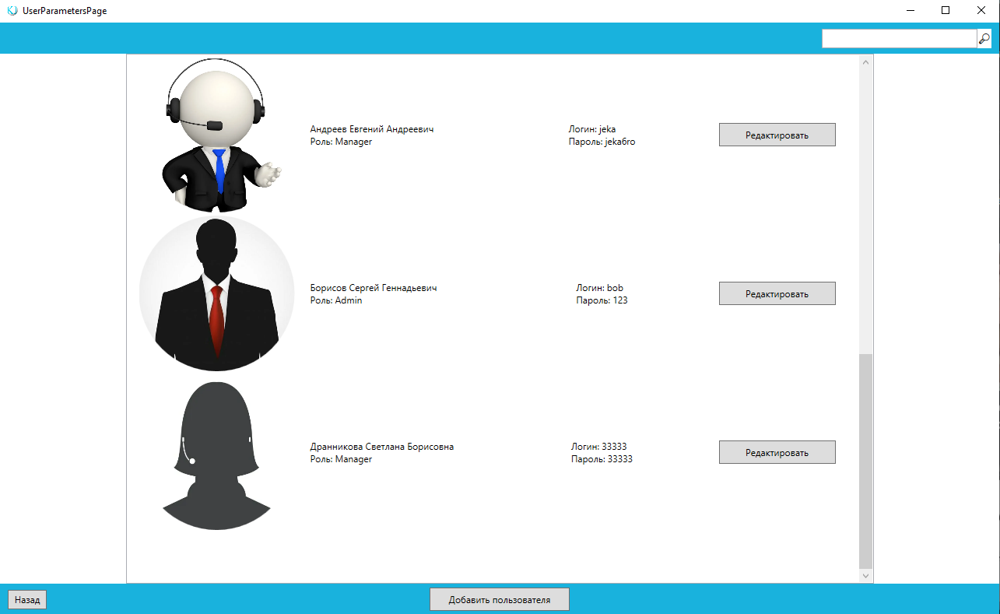 UserParametersPage
Андреев Евгений Андреевич
Роль: Manager
Логин: jeka
Пароль: jeka6ro
Редактировать
Борисов Сергей Геннадьевич
Роль: Admin
Логин: bob
Пароль: 123
Редактировать
Дранникова Светлана Борисовна
Роль: Manager
Логин: 33333
Пароль: 33333
Редактировать
Назад
Добавить пользователя